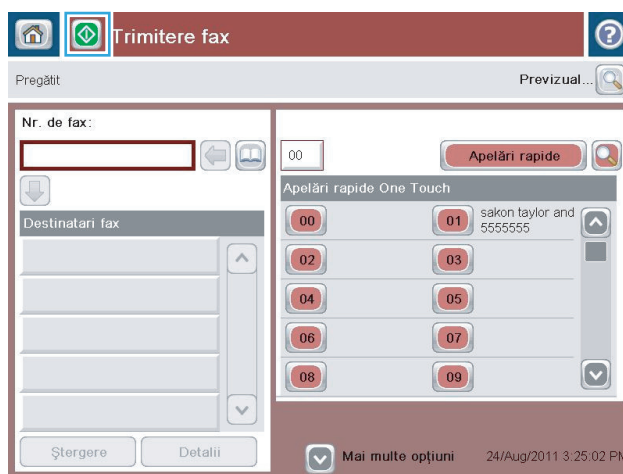 Trimitere fax
?
Pregătit
Previzual...
Nr. de fax:
00
Apelări rapide
Apelări rapide One Touch
Destinatari fax
00
01
sakon taylor and
5555555
02
03
04
05
06
07
08
09
Ştergere
Detalii
Mai multe opţiuni
24/Aug/2011 3:25:02 PM